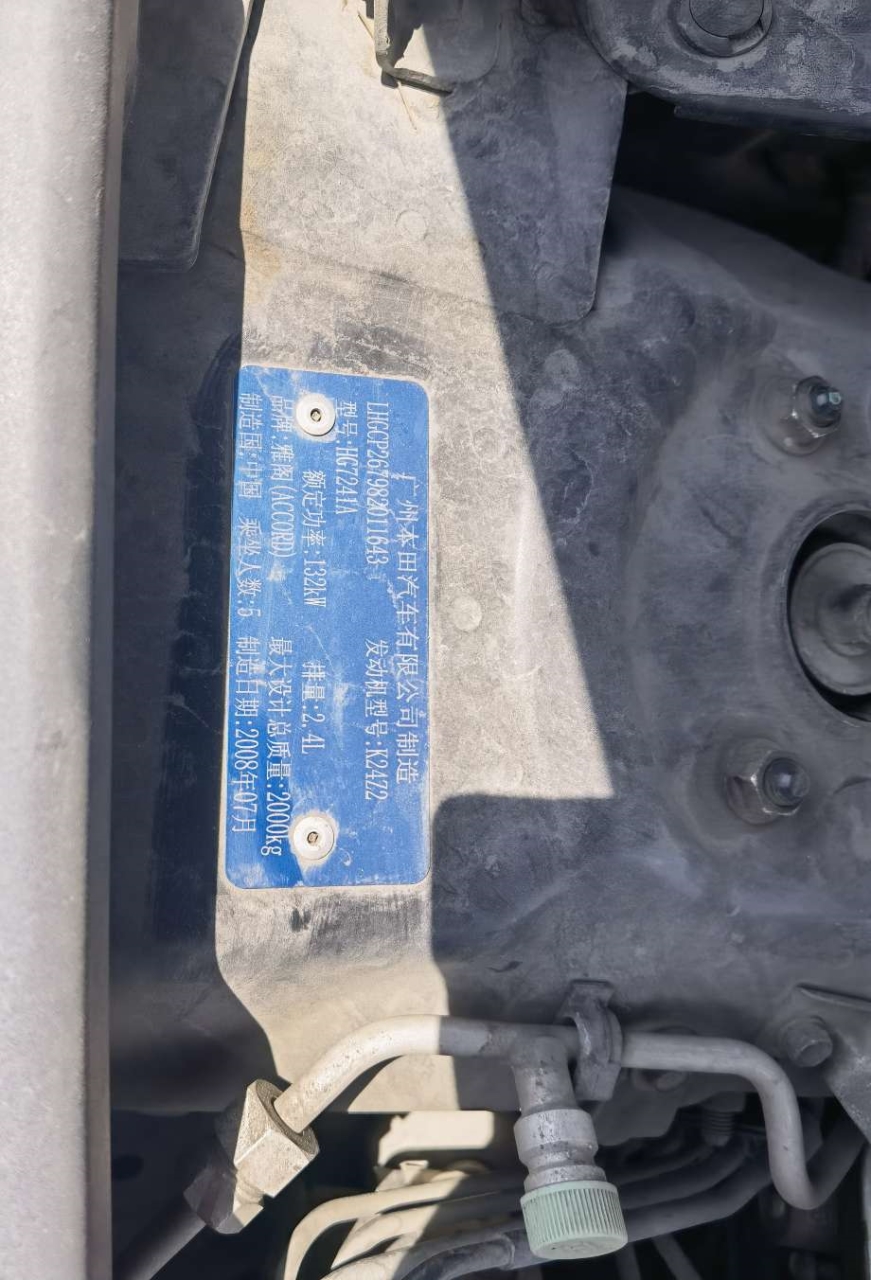 广州本田汽车有限公司制造
LHGCP267982011643 发动机型号:K24Z2
型号:HG7241A
额定功率:132kW 排量:2.4L
品牌:雅阁(ACCORD) 最大设计总质量:2000kg
制造国:中国 乘坐人数:5 制造日期:2008年07月